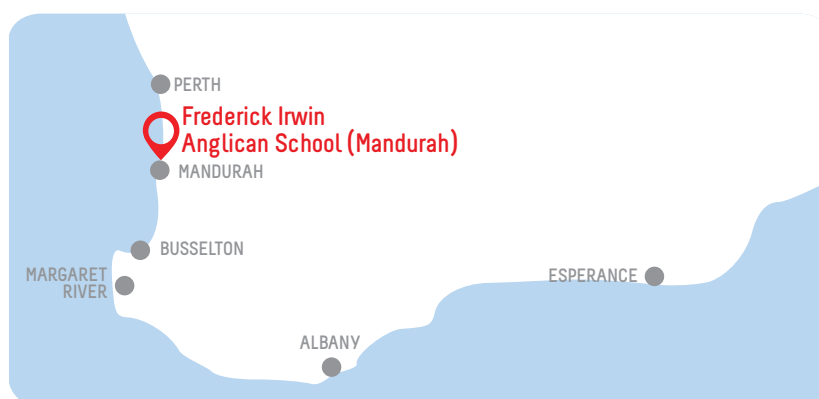 PERTH
Frederick Irwin
Anglican School (Mandurah)
MANDURAH
BUSSELTON
MARGARET
RIVER
ESPERANCE
ALBANY